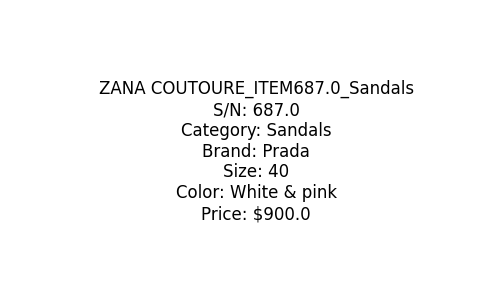 ZANA COUTOURE_ITEM687.0_Sandals
S/N: 687.0
Category: Sandals
Brand: Prada
Size: 40
Color: White & pink
Price: $900.0